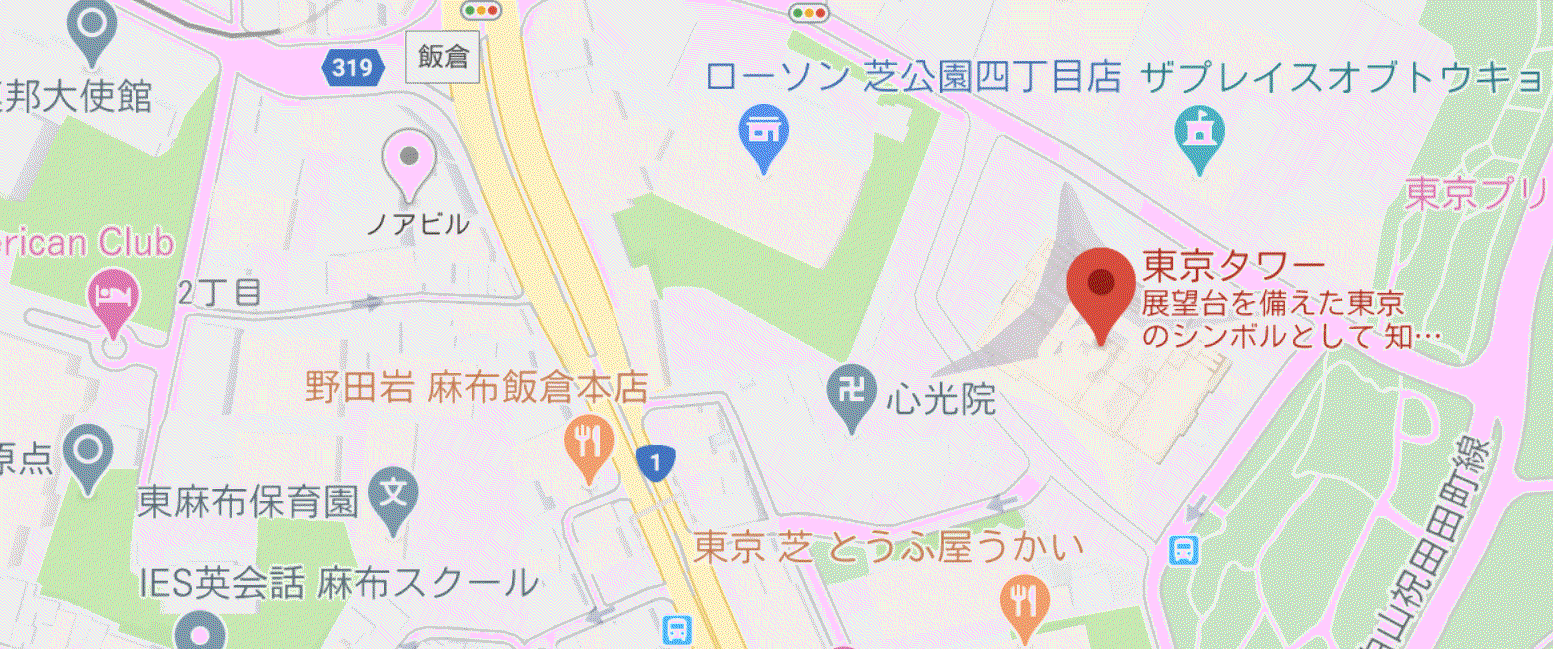 319
飯倉
邦大使館
ローソン 芝公園四丁目店
ザプレイスオブトウキョ
ノアビル
東京プリ
rican Club
2丁目
東京タワー
展望台を備えた東京
のシンボルとして 知…
野田岩 麻布飯倉本店
卍
心光院
1
原点
東麻布保育園
文
東京 芝 とうふ屋うかい
IES英会話 麻布スクール
山祝田田町線